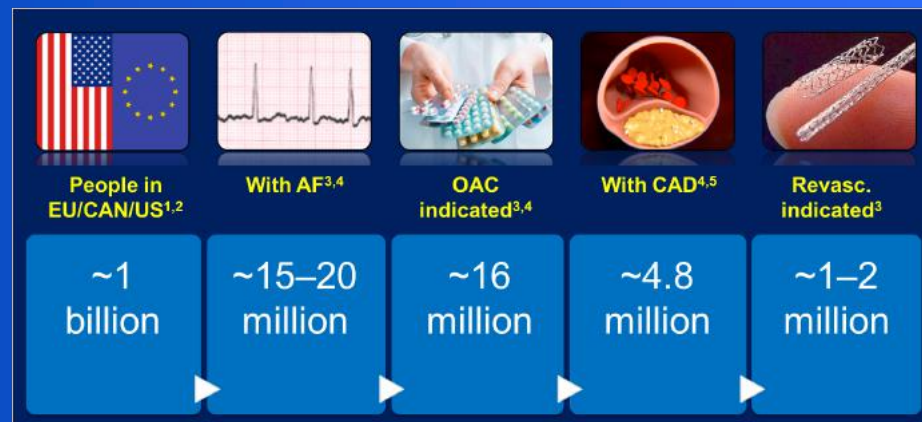 People in
EU/CAN/US1,2
With AF3,4
OAC
indicated3,4
With CAD4,5
Revasc.
indicated3
~1
billion
~15–20
million
~16
million
~4.8
million
~1–2
million